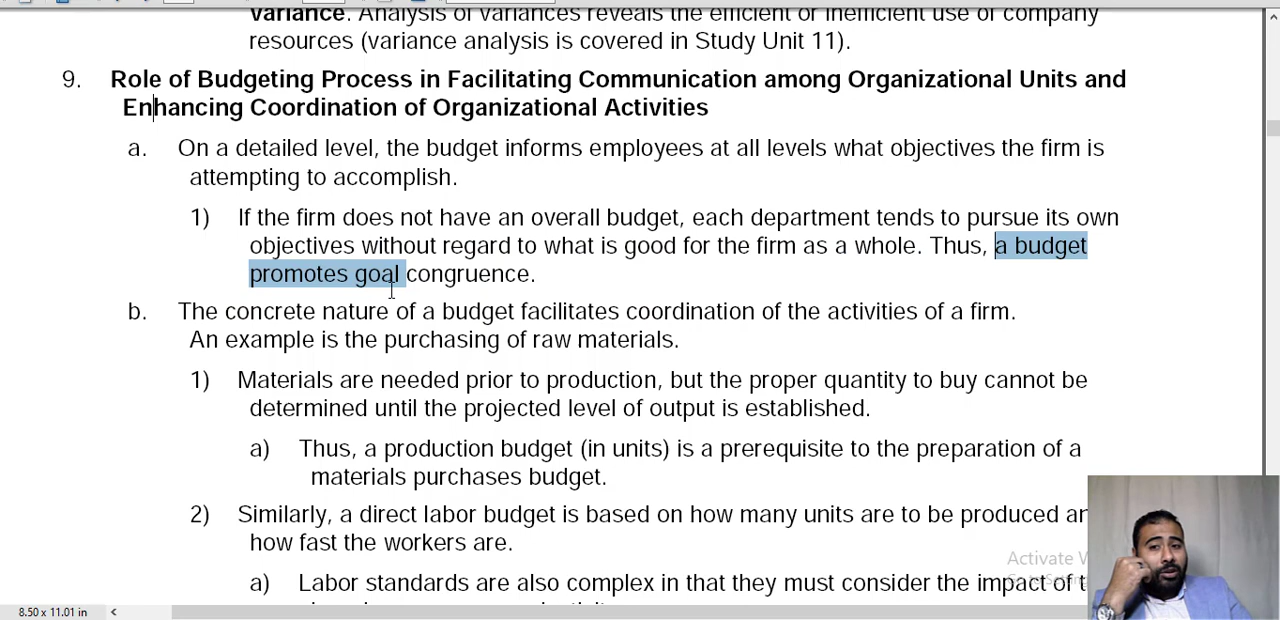 variance. Analysis of variances reveals the efficient or inefficient use of company
resources (variance analysis is covered in Study Unit 11).
9. Role of Budgeting Process in Facilitating Communication among Organizational Units and
Enhancing Coordination of Organizational Activities
a. On a detailed level, the budget informs employees at all levels what objectives the firm is
attempting to accomplish.
1) If the firm does not have an overall budget, each department tends to pursue its own
objectives without regard to what is good for the firm as a whole. Thus, a budget
promotes goal congruence.
b. The concrete nature of a budget facilitates coordination of the activities of a firm.
An example is the purchasing of raw materials.
1) Materials are needed prior to production, but the proper quantity to buy cannot be
determined until the projected level of output is established.
a) Thus, a production budget (in units) is a prerequisite to the preparation of a
materials purchases budget.
2) Similarly, a direct labor budget is based on how many units are to be produced
how fast the workers are.
Activate
a) Labor standards are also complex in that they must consider the impact of
8.50 x 11.01 in